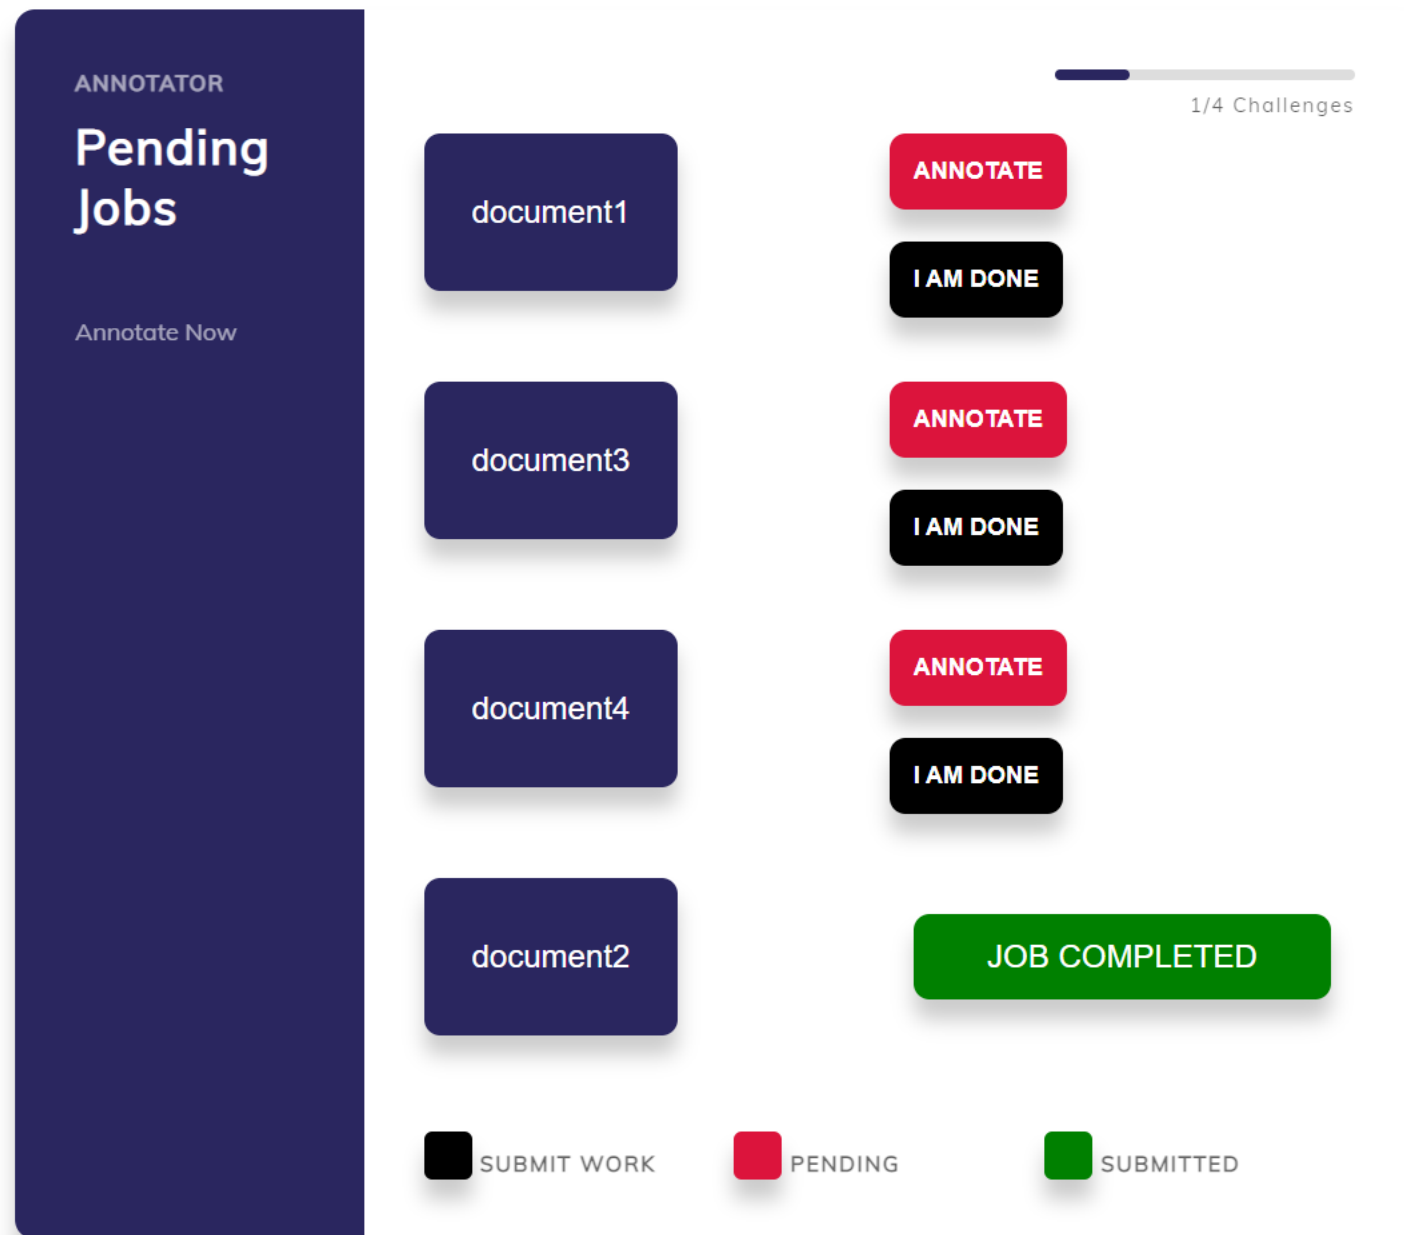 ANNOTATOR
Pending
Jobs
Annotate Now
1/4 Challenges
document1
ANNOTATE
I AM DONE
document3
ANNOTATE
I AM DONE
document4
ANNOTATE
I AM DONE
document2
JOB COMPLETED
SUBMIT WORK
PENDING
SUBMITTED